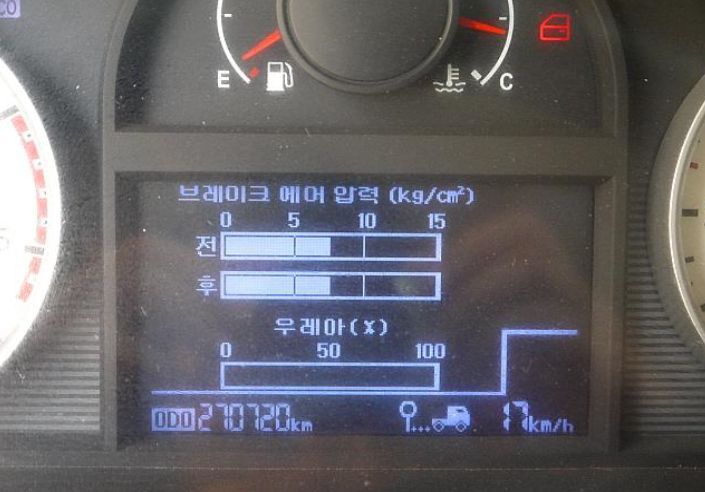 CO
E C
브레이크 에어 압력 (kg/cm²)
0 5 10 15
전
후
우레아(%)
0 50 100
ODO 270720km 17km/h